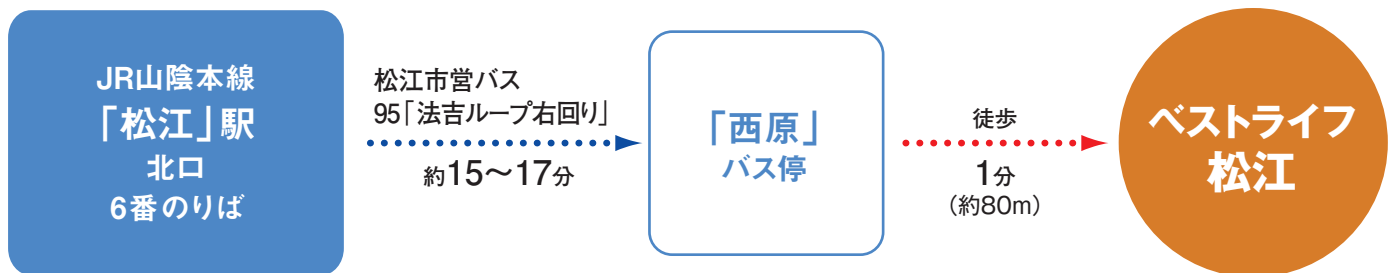 JR山陰本線
「松江」駅
北口
6番のりば
松江市営バス
95「法吉ループ右回り」
約15〜17分
「西原」
バス停
徒歩
1分
（約80m）
ベストライフ
松江